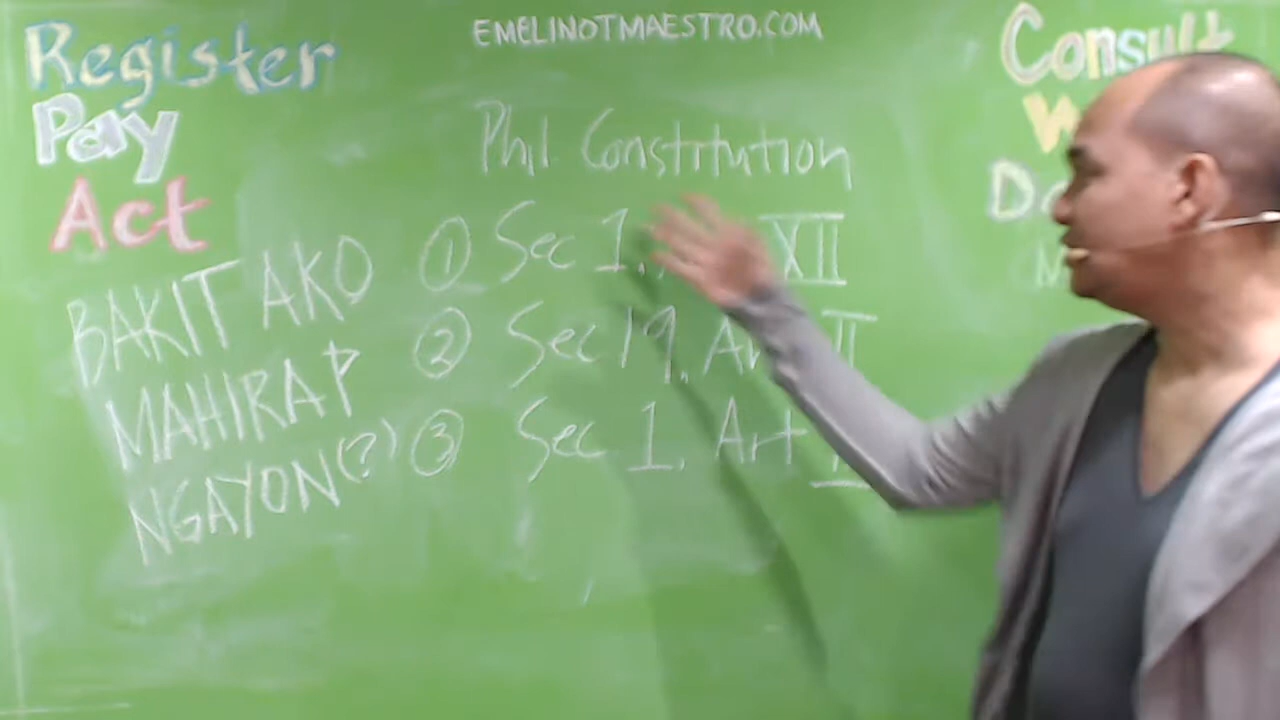 EMELINOTMAESTRO.COM
Register
Pay
Act
Consult
Phil Constitution
① Sec 1, XII
② Sec 19, Art II
③ Sec 1, Art
BAKIT AKO
MAHIRAP
NGAYON(?)